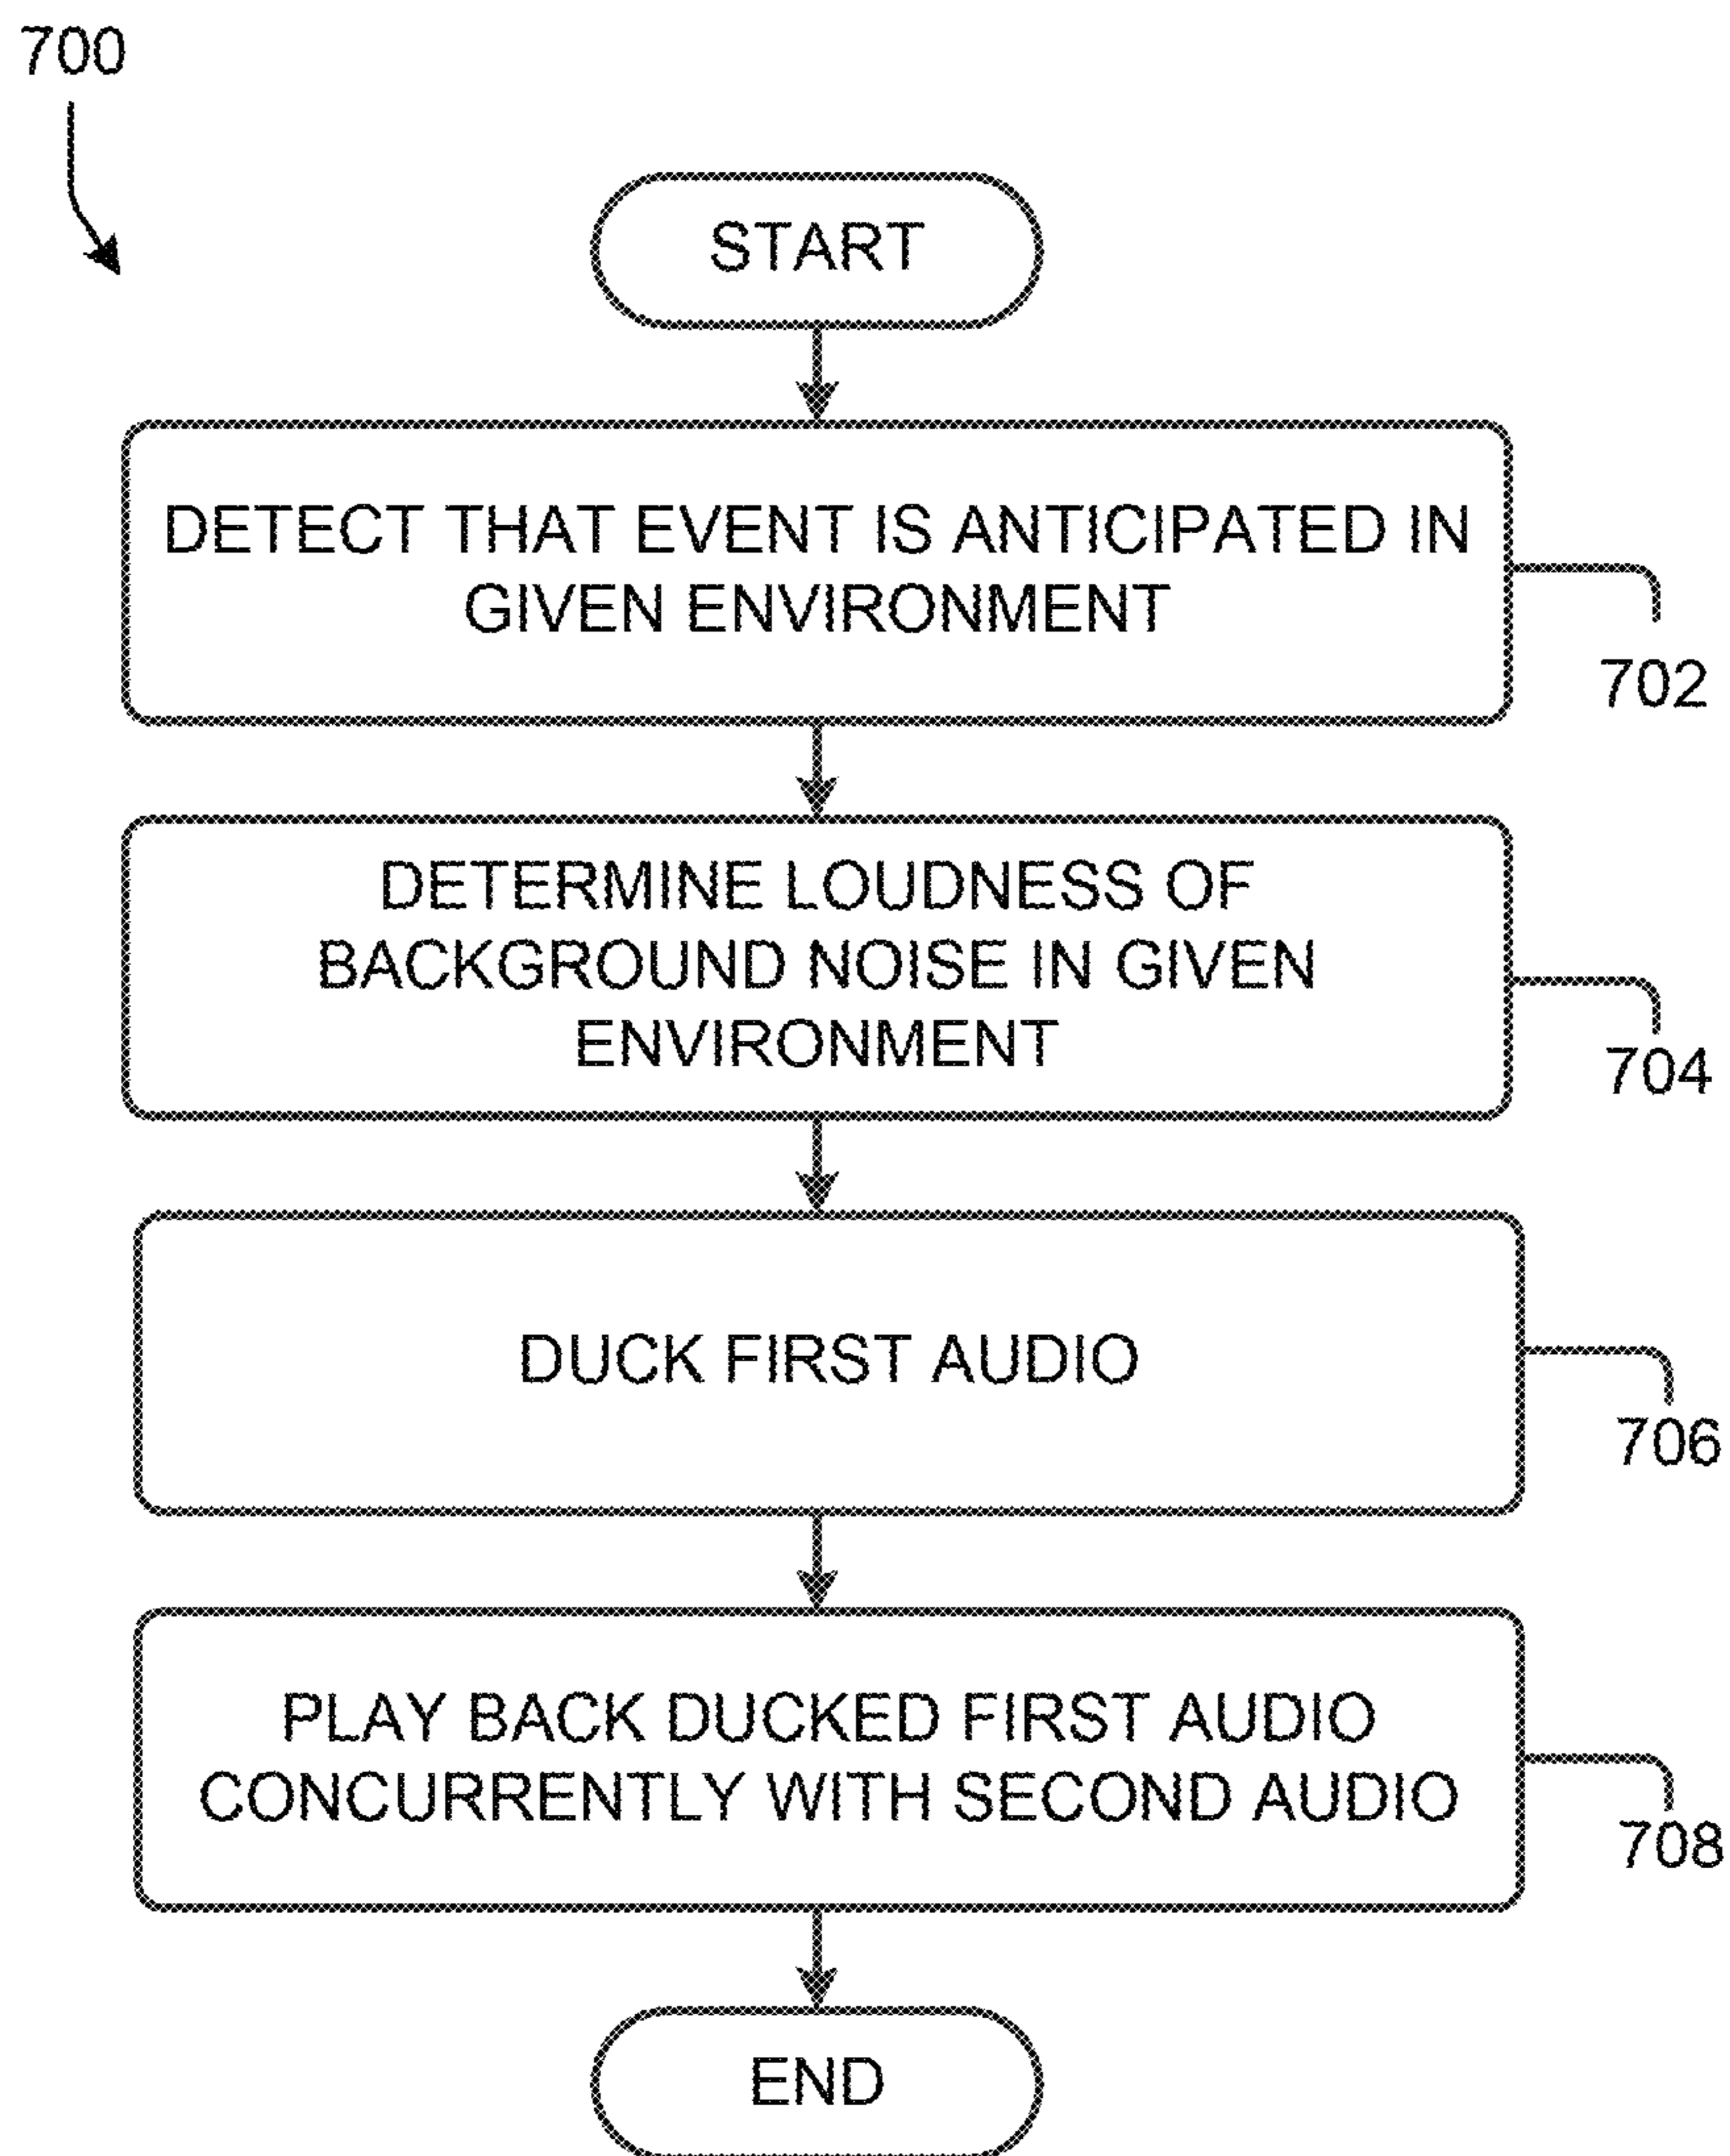 700
START
DETECT THAT EVENT IS ANTICIPATED IN
GIVEN ENVIRONMENT
702
DETERMINE LOUDNESS OF
BACKGROUND NOISE IN GIVEN
ENVIRONMENT
704
DUCK FIRST AUDIO
706
PLAY BACK DUCKED FIRST AUDIO
CONCURRENTLY WITH SECOND AUDIO
708
END